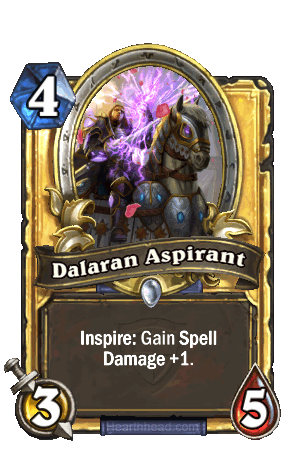 4
Dalaran Aspirant
Inspire: Gain Spell
Damage +1.
3
5
Hearthhead.com